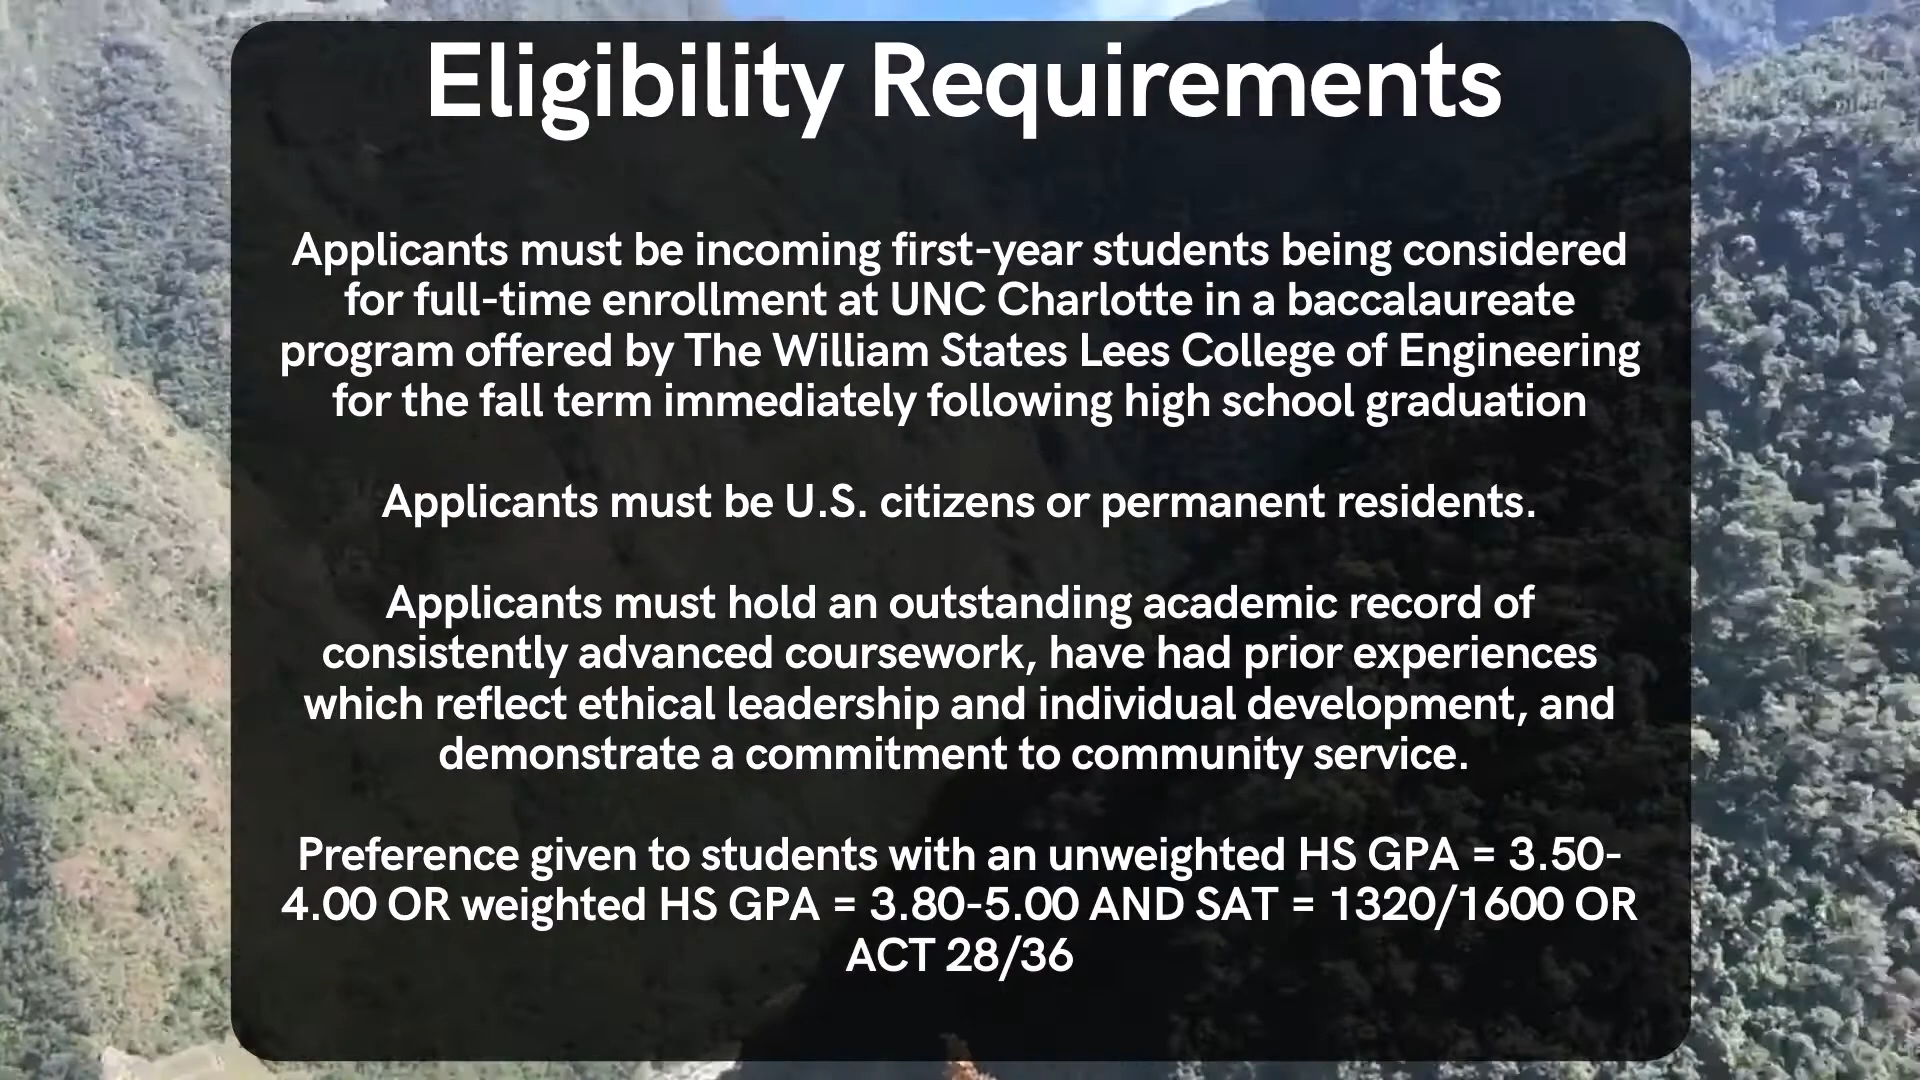 Eligibility Requirements
Applicants must be incoming first-year students being considered
for full-time enrollment at UNC Charlotte in a baccalaureate
program offered by The William States Lees College of Engineering
for the fall term immediately following high school graduation
Applicants must be U.S. citizens or permanent residents.
Applicants must hold an outstanding academic record of
consistently advanced coursework, have had prior experiences
which reflect ethical leadership and individual development, and
demonstrate a commitment to community service.
Preference given to students with an unweighted HS GPA = 3.50-
4.00 OR weighted HS GPA = 3.80-5.00 AND SAT = 1320/1600 OR
ACT 28/36